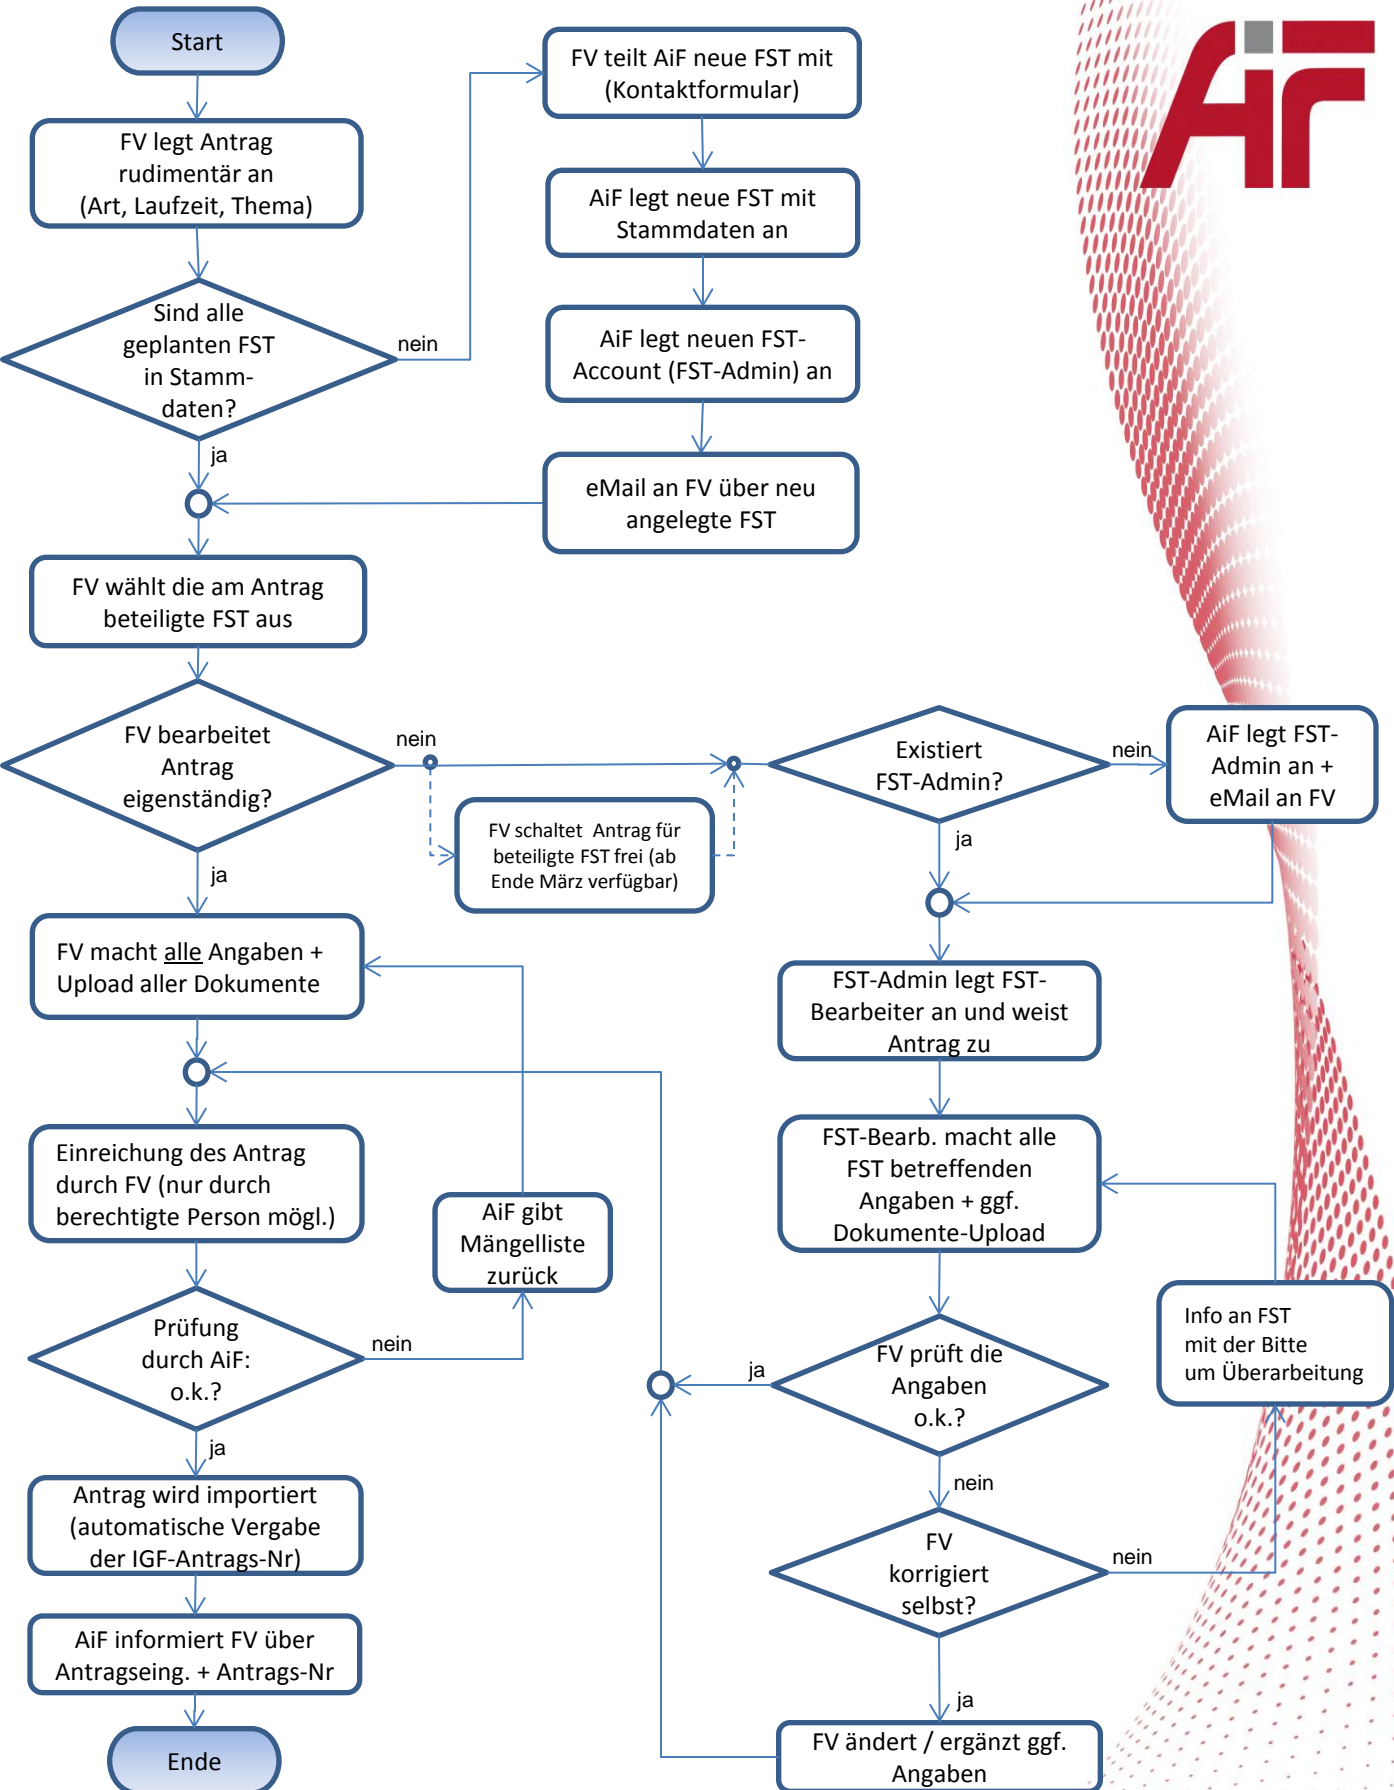 Start
FV legt Antrag
rudimentär an
(Art, Laufzeit, Thema)
Sind alle
geplanten FST
in Stamm-
daten?
nein
ja
FV teilt AiF neue FST mit
(Kontaktformular)
AiF legt neue FST mit
Stammdaten an
AiF legt neuen FST-
Account (FST-Admin) an
eMail an FV über neu
angelegte FST
AiF
FV wählt die am Antrag
beteiligte FST aus
FV bearbeitet
Antrag
eigenständig?
nein
ja
FV schaltet Antrag für
beteiligte FST frei (ab
Ende März verfügbar)
Existiert
FST-Admin?
nein
ja
AiF legt FST-
Admin an +
eMail an FV
FV macht alle Angaben +
Upload aller Dokumente
Einreichung des Antrag
durch FV (nur durch
berechtigte Person mögl.)
AiF gibt
Mängelliste
zurück
Prüfung
durch AiF:
o.k.?
nein
ja
Antrag wird importiert
(automatische Vergabe
der IGF-Antrags-Nr)
AiF informiert FV über
Antragseing. + Antrags-Nr
Ende
FST-Admin legt FST-
Bearbeiter an und weist
Antrag zu
FST-Bearb. macht alle
FST betreffenden
Angaben + ggf.
Dokumente-Upload
Info an FST
mit der Bitte
um Überarbeitung
FV prüft die
Angaben
o.k.?
ja
nein
FV
korrigiert
selbst?
nein
ja
FV ändert / ergänzt ggf.
Angaben